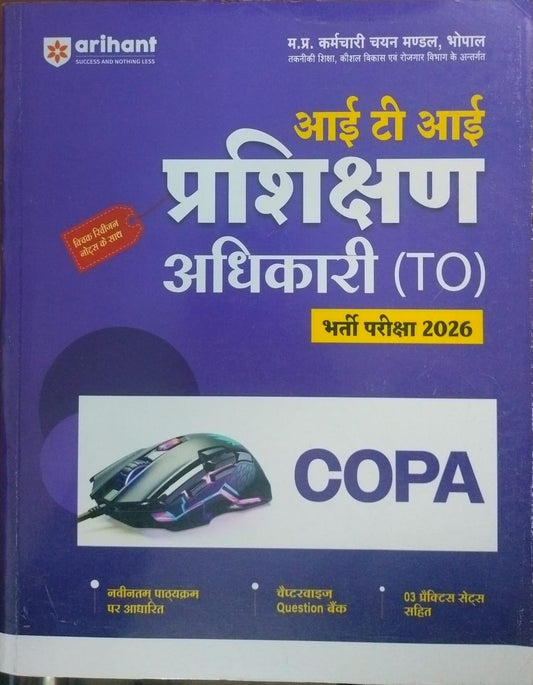 arihant
SUCCESS AND NOTHING LESS
म.प्र. कर्मचारी चयन मण्डल, भोपाल
तकनीकी शिक्षा, कौशल विकास एवं रोजगार विभाग के अन्तर्गत
आई टी आई
प्रशिक्षण
क्विक रिवीजन
नोट्स के साथ
अधिकारी (TO)
भर्ती परीक्षा 2026
COPA
नवीनतम् पाठ्यक्रम
पर आधारित
चैप्टरवाइज
Question बैंक
03 प्रैक्टिस सेट्स
सहित